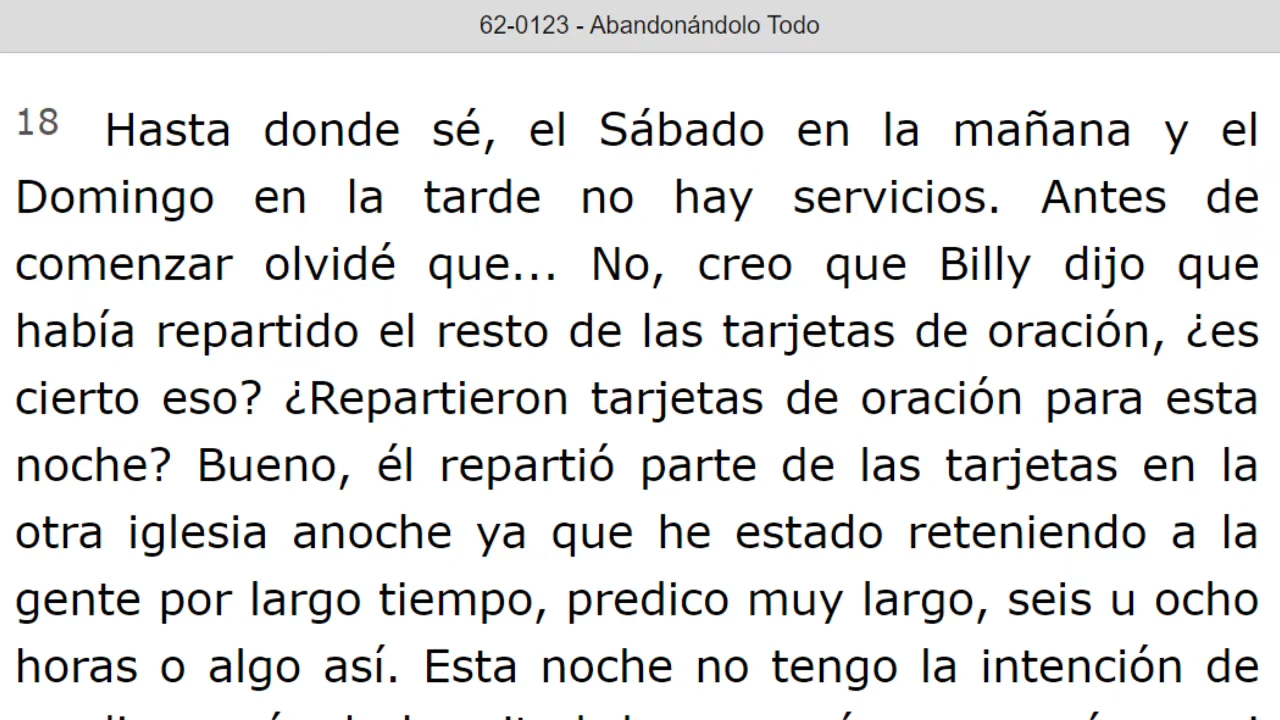 62-0123 - Abandonándolo Todo
18 Hasta donde sé, el Sábado en la mañana y el
Domingo en la tarde no hay servicios. Antes de
comenzar olvidé que... No, creo que Billy dijo que
había repartido el resto de las tarjetas de oración, ¿es
cierto eso? ¿Repartieron tarjetas de oración para esta
noche? Bueno, él repartió parte de las tarjetas en la
otra iglesia anoche ya que he estado reteniendo a la
gente por largo tiempo, predico muy largo, seis u ocho
horas o algo así. Esta noche no tengo la intención de